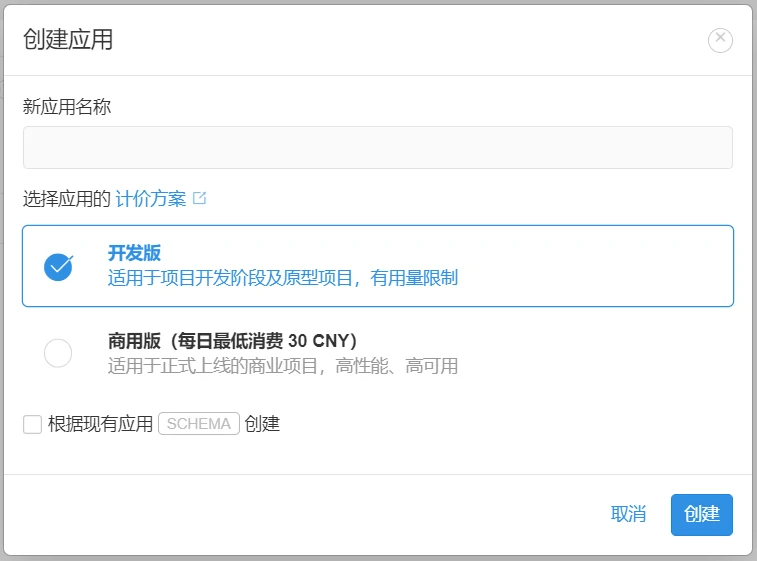 创建应用
新应用名称
选择应用的 计价方案
开发版
适用于项目开发阶段及原型项目，有用量限制
商用版（每日最低消费 30 CNY）
适用于正式上线的商业项目，高性能、高可用
根据现有应用 SCHEMA 创建
取消 创建